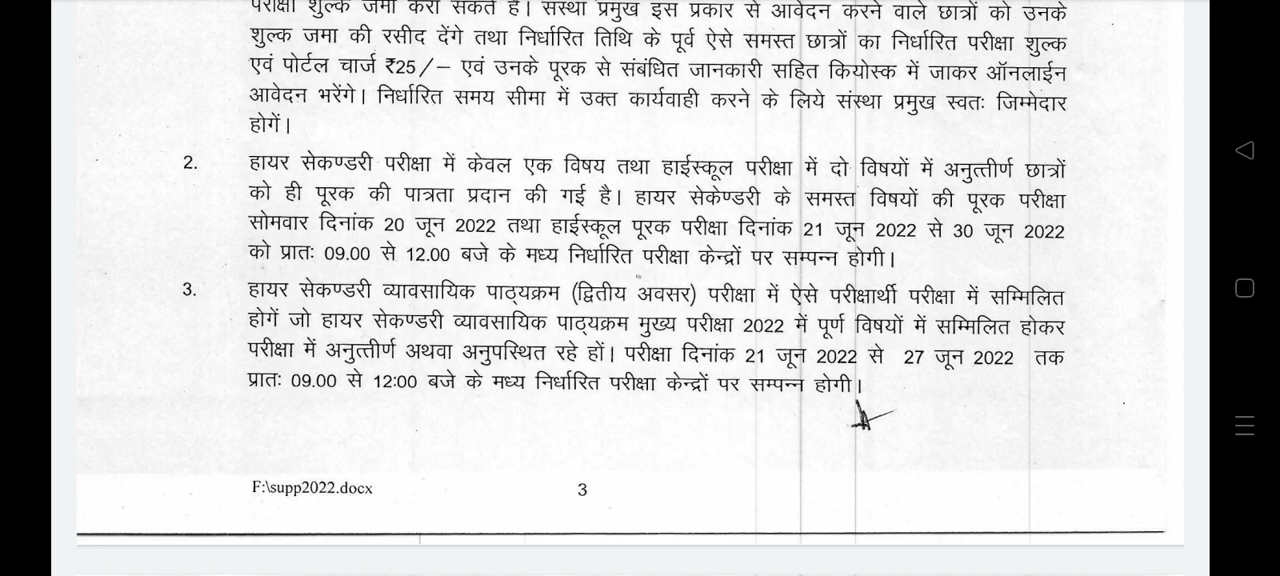 परीक्षा शुल्क जमा करा सकते है। संस्था प्रमुख इस प्रकार से आवेदन करने वाले छात्रों को उनके
शुल्क जमा की रसीद देंगे तथा निर्धारित तिथि के पूर्व ऐसे समस्त छात्रों का निर्धारित परीक्षा शुल्क
एवं पोर्टल चार्ज ₹25/– एवं उनके पूरक से संबंधित जानकारी सहित कियोस्क में जाकर ऑनलाईन
आवेदन भरेंगे। निर्धारित समय सीमा में उक्त कार्यवाही करने के लिये संस्था प्रमुख स्वतः जिम्मेदार
होगें।
2. हायर सेकण्डरी परीक्षा में केवल एक विषय तथा हाईस्कूल परीक्षा में दो विषयों में अनुत्तीर्ण छात्रों
को ही पूरक की पात्रता प्रदान की गई है। हायर सेकेण्डरी के समस्त विषयों की पूरक परीक्षा
सोमवार दिनांक 20 जून 2022 तथा हाईस्कूल पूरक परीक्षा दिनांक 21 जून 2022 से 30 जून 2022
को प्रातः 09.00 से 12.00 बजे के मध्य निर्धारित परीक्षा केन्द्रों पर सम्पन्न होगी।
3. हायर सेकण्डरी व्यावसायिक पाठ्यक्रम (द्वितीय अवसर) परीक्षा में ऐसे परीक्षार्थी परीक्षा में सम्मिलित
होगें जो हायर सेकण्डरी व्यावसायिक पाठ्यक्रम मुख्य परीक्षा 2022 में पूर्ण विषयों में सम्मिलित होकर
परीक्षा में अनुत्तीर्ण अथवा अनुपस्थित रहे हों। परीक्षा दिनांक 21 जून 2022 से 27 जून 2022 तक
प्रातः 09.00 से 12:00 बजे के मध्य निर्धारित परीक्षा केन्द्रों पर सम्पन्न होगी।
F:\supp2022.docx 3